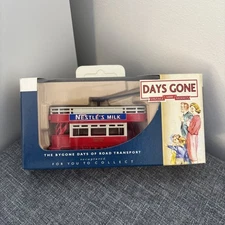 DAYS GONE
NESTLÉ'S MILK
THE BYGONE DAYS OF ROAD TRANSPORT
FOR YOU TO COLLECT